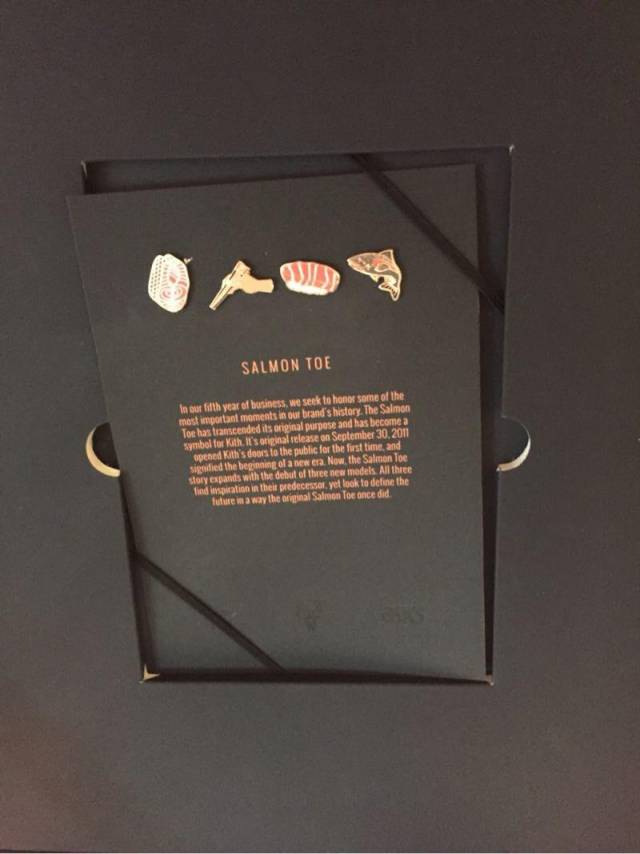 SALMON TOE
In our fifth year of business, we seek to honor some of the
most important moments in our brand's history. The Salmon
Toe has transcended its original purpose and has become a
symbol for Kith. It's original release on September 30, 2011
opened Kith's doors to the public for the first time, and
signified the beginning of a new era. Now, the Salmon Toe
story expands with the debut of three new models. All three
find inspiration in their predecessor, yet look to define the
future in a way the original Salmon Toe once did.